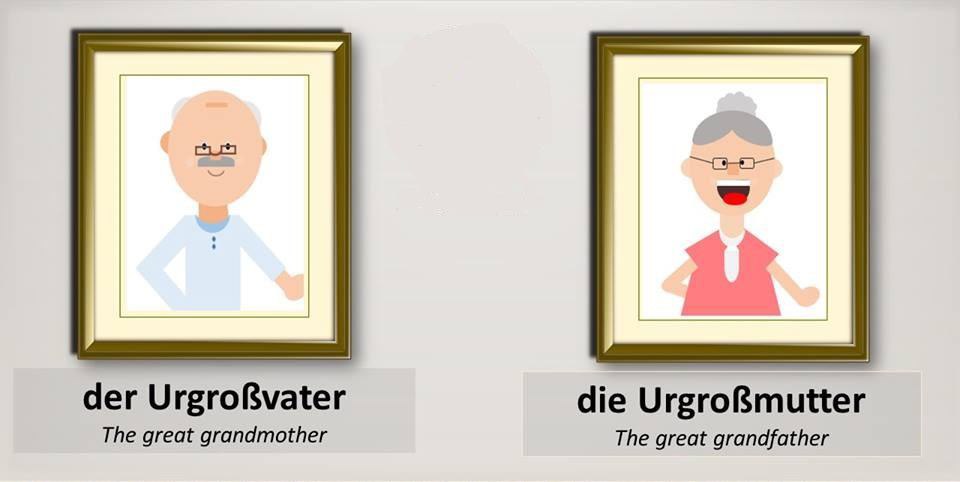 der Urgroßvater
The great grandmother
die Urgroßmutter
The great grandfather